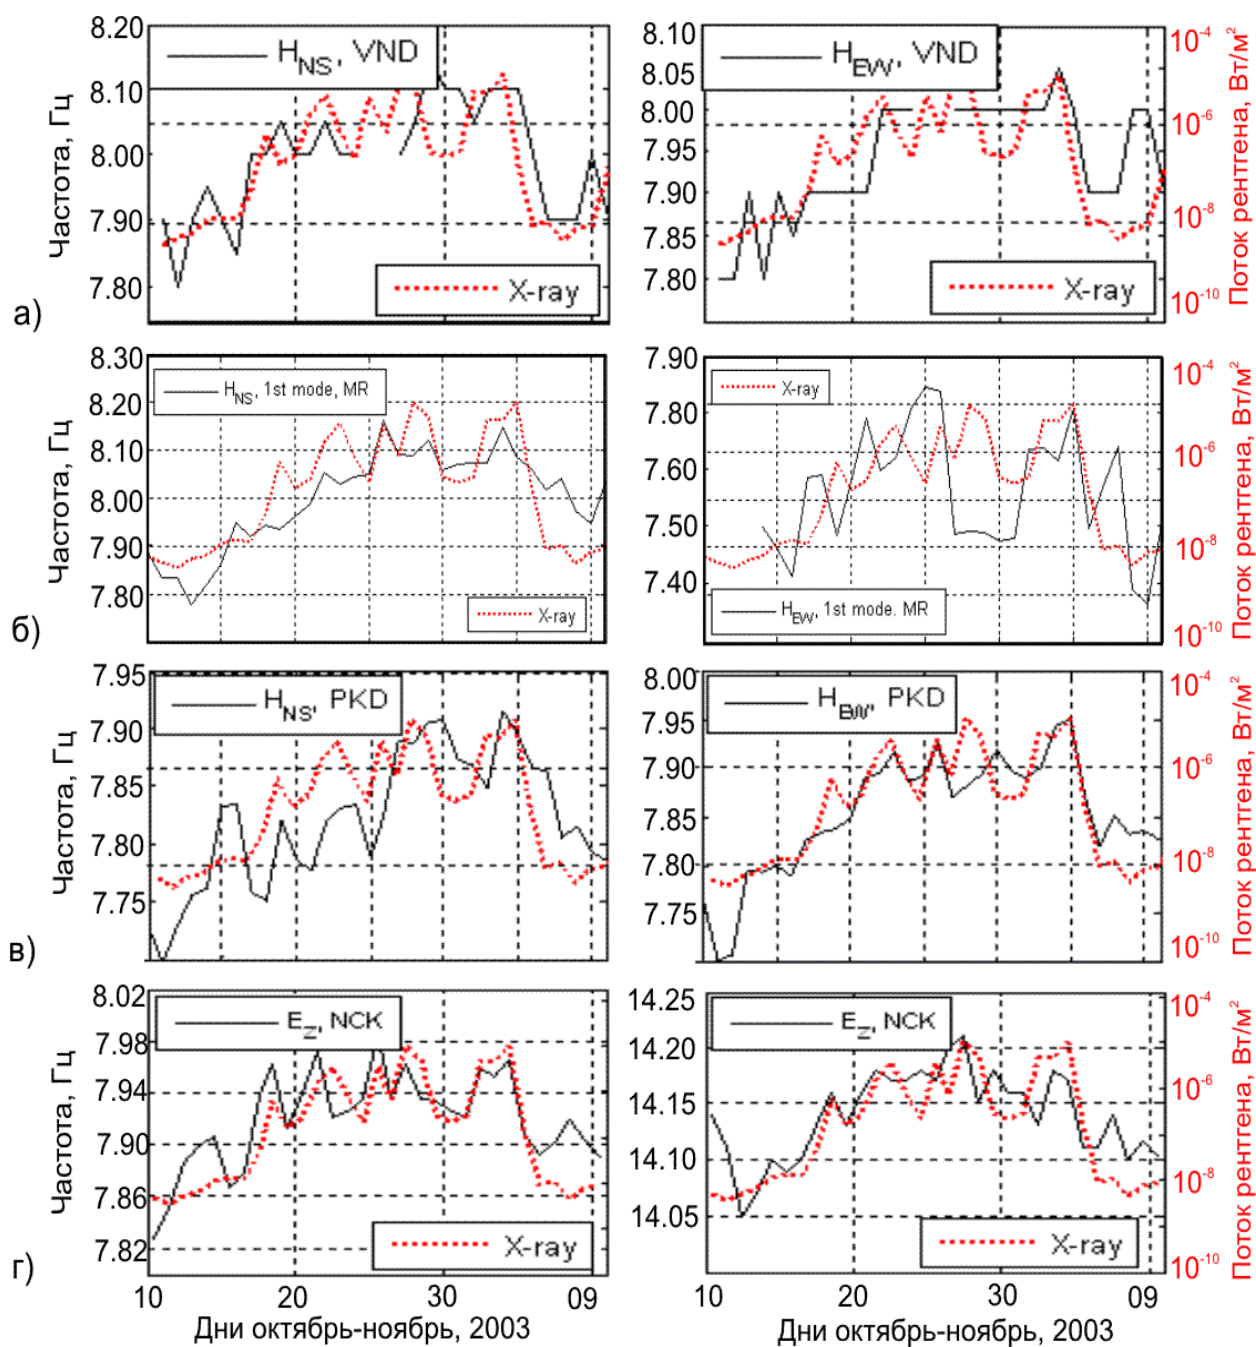 8.20
8.10
8.00
7.90
7.80
Частота, Гц
H_NS, VND
X-ray
а)
8.10
8.05
8.00
7.95
7.90
7.85
7.80
H_EW, VND
X-ray
10⁻⁴
10⁻⁶
10⁻⁸
10⁻¹⁰
Поток рентгена, Вт/м²
8.30
8.20
8.10
8.00
7.90
7.80
Частота, Гц
H_NS, 1st mode, MR
X-ray
б)
7.90
7.80
7.60
7.50
7.40
X-ray
H_EW, 1st mode. MR
10⁻⁴
10⁻⁶
10⁻⁸
10⁻¹⁰
Поток рентгена, Вт/м²
7.95
7.90
7.85
7.80
7.75
Частота, Гц
H_NS, PKD
в)
8.00
7.95
7.90
7.85
7.80
7.75
H_EW, PKD
10⁻⁴
10⁻⁶
10⁻⁸
10⁻¹⁰
Поток рентгена, Вт/м²
8.02
7.98
7.94
7.90
7.86
7.82
Частота, Гц
E_Z, NCK
X-ray
г)
10 20 30 09
Дни октябрь-ноябрь, 2003
14.25
14.20
14.15
14.10
14.05
E_Z, NCK
X-ray
10⁻⁴
10⁻⁶
10⁻⁸
10⁻¹⁰
Поток рентгена, Вт/м²
10 20 30 09
Дни октябрь-ноябрь, 2003